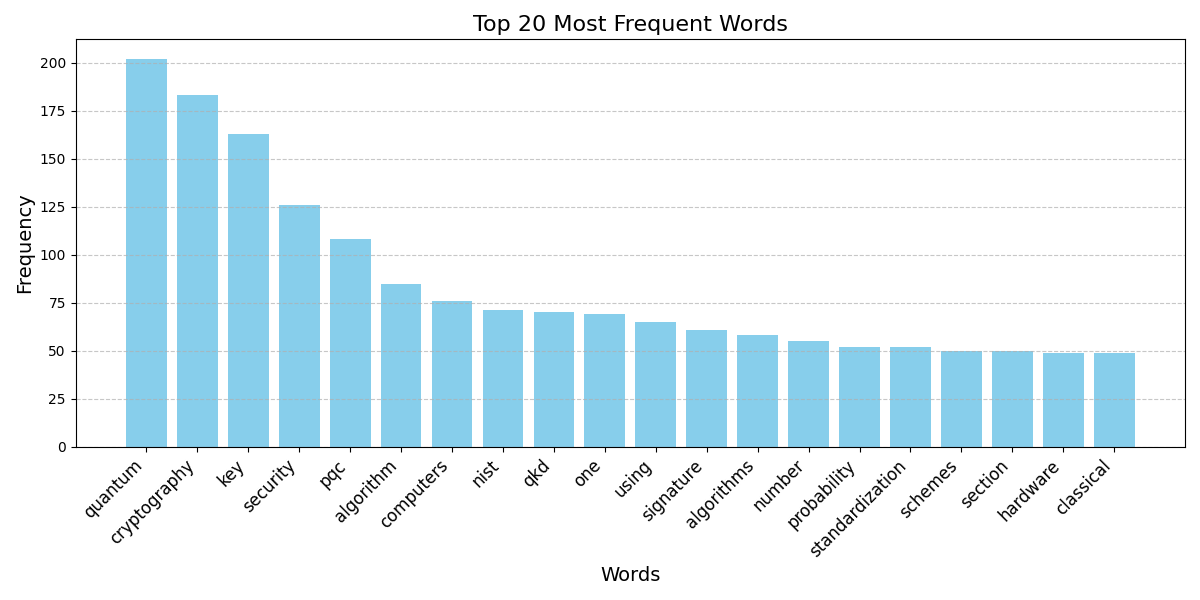 Top 20 Most Frequent Words
Frequency
200
175
150
125
100
75
50
25
0
quantum
cryptography
key
security
pqc
algorithm
computers
nist
qkd
one
using
signature
algorithms
number
probability
standardization
schemes
section
hardware
classical
Words